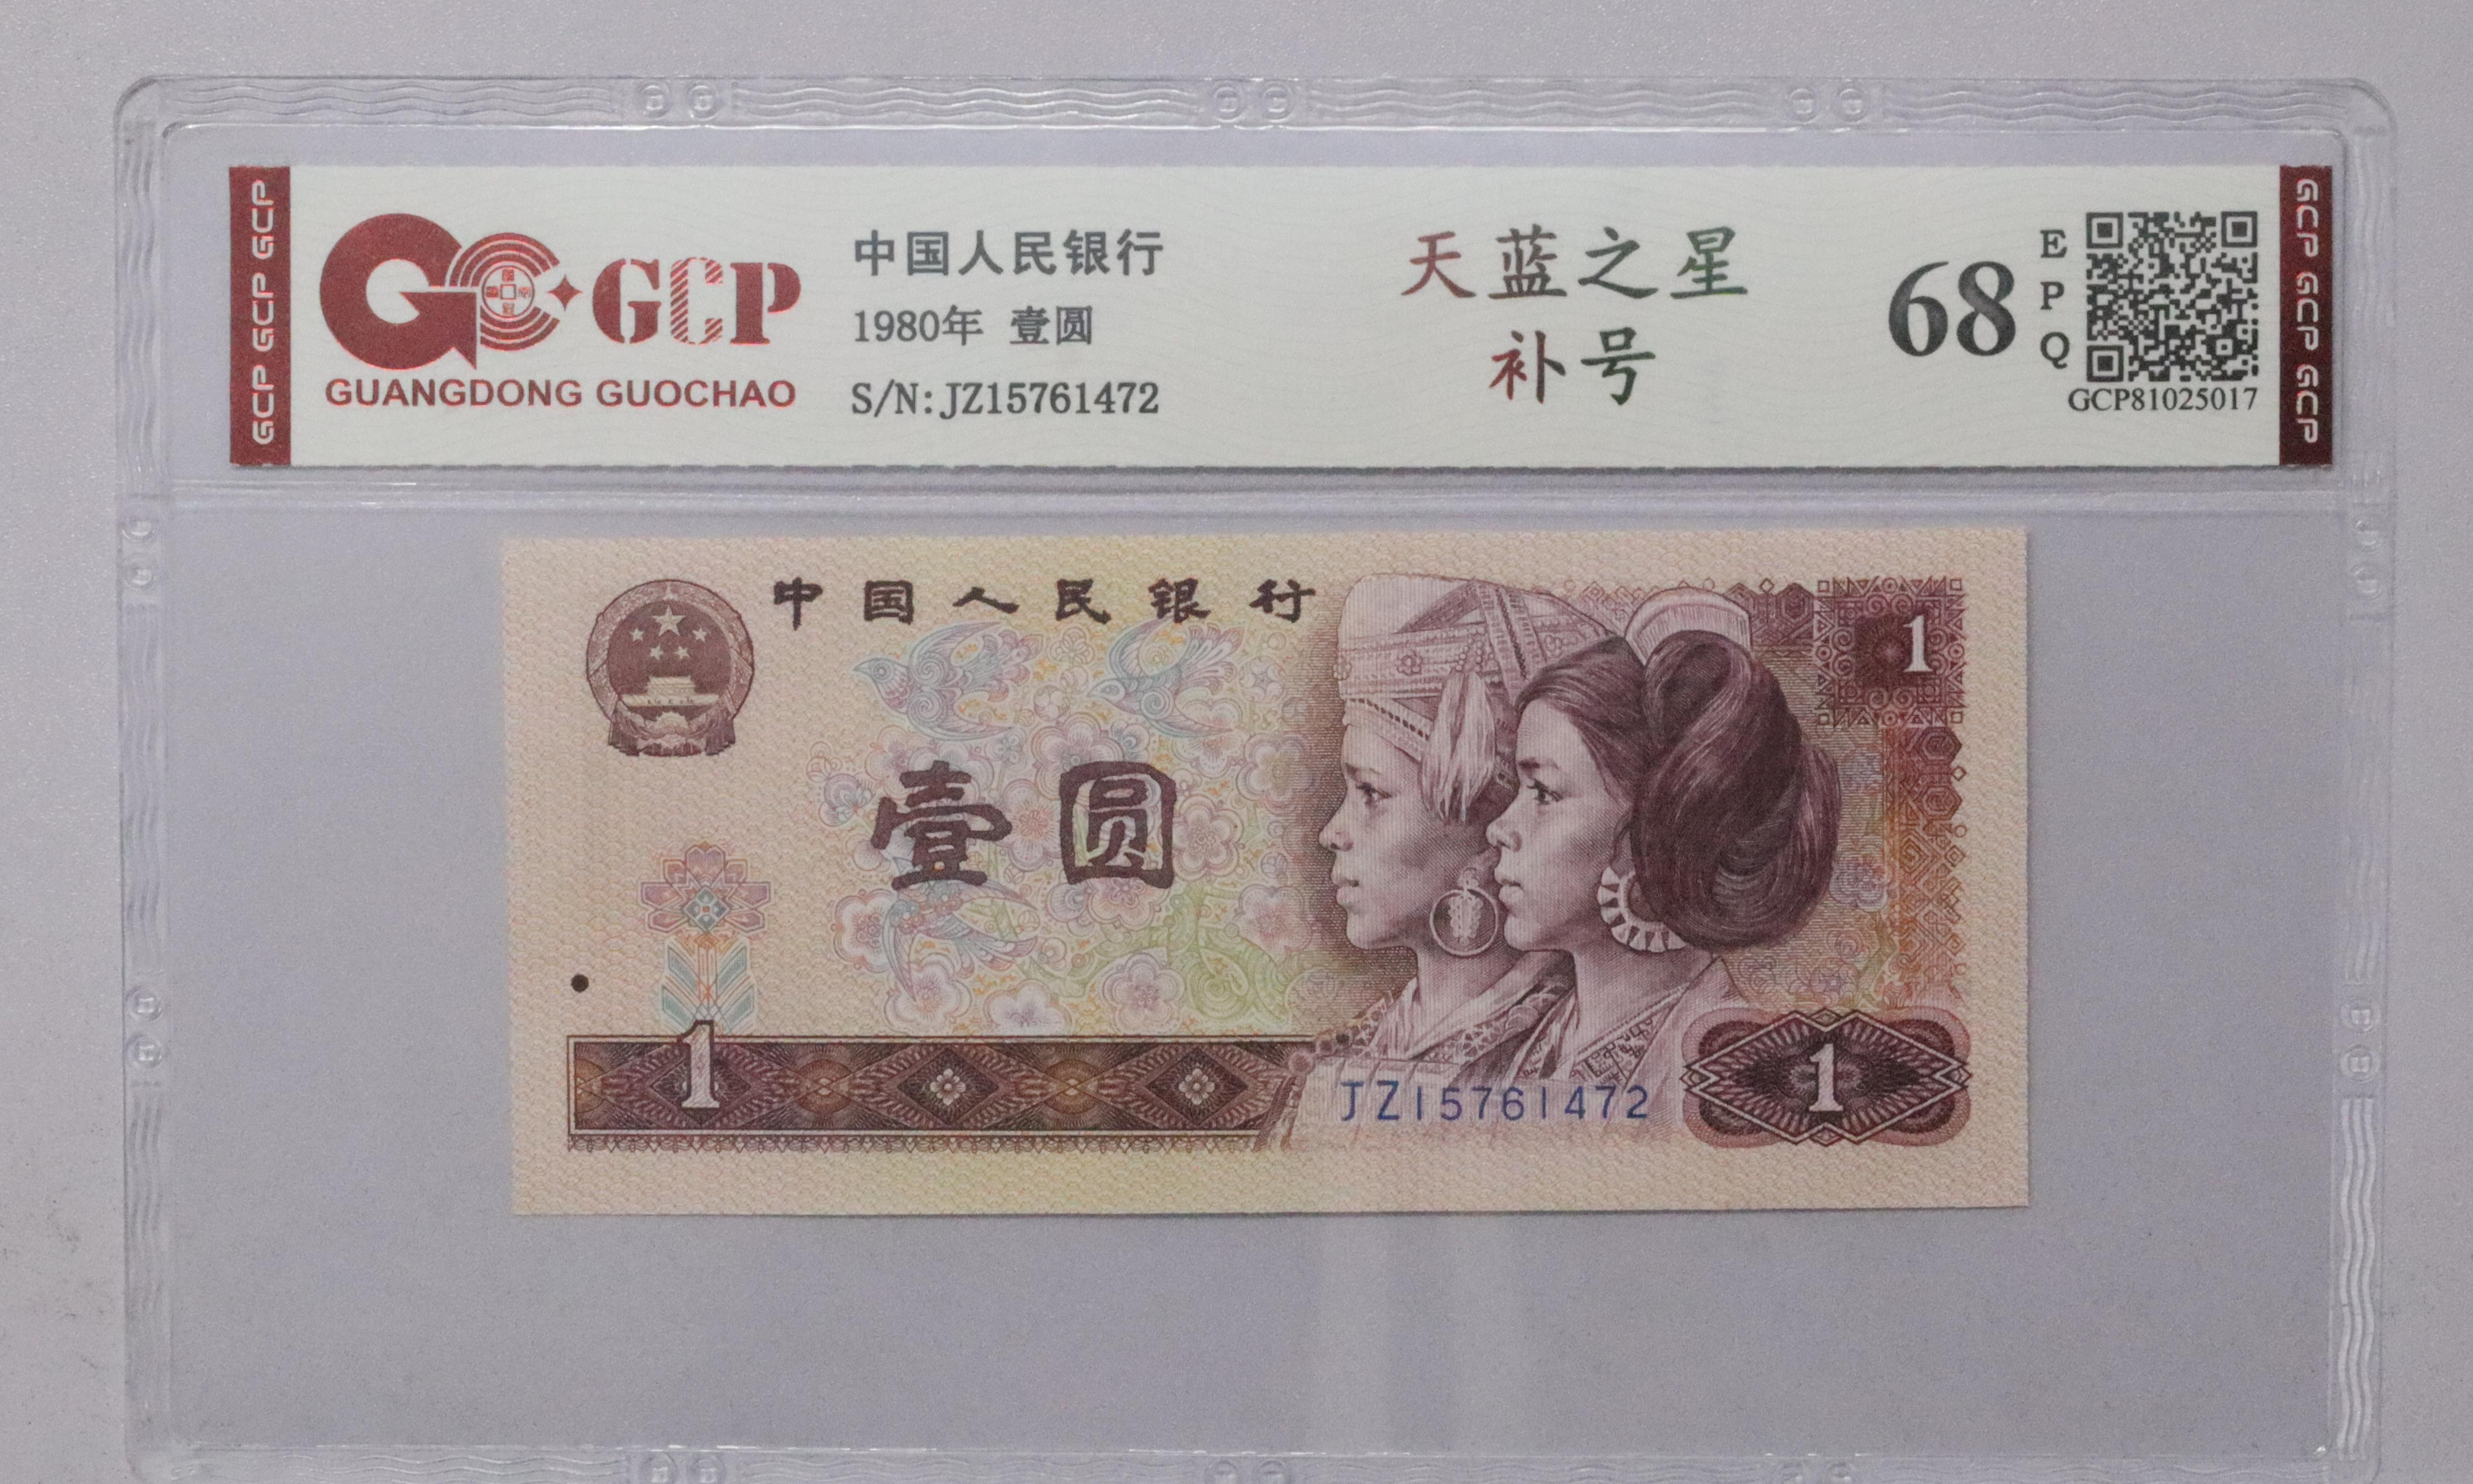 GCP GCP GCP
GCP
GUANGDONG GUOCHAO
中国人民银行
1980年 壹圆
S/N:JZ15761472
天蓝之星
补号
68
EPQ
GCP81025017
GCP GCP GCP
中国人民银行
1
壹圆
1
JZ15761472
1